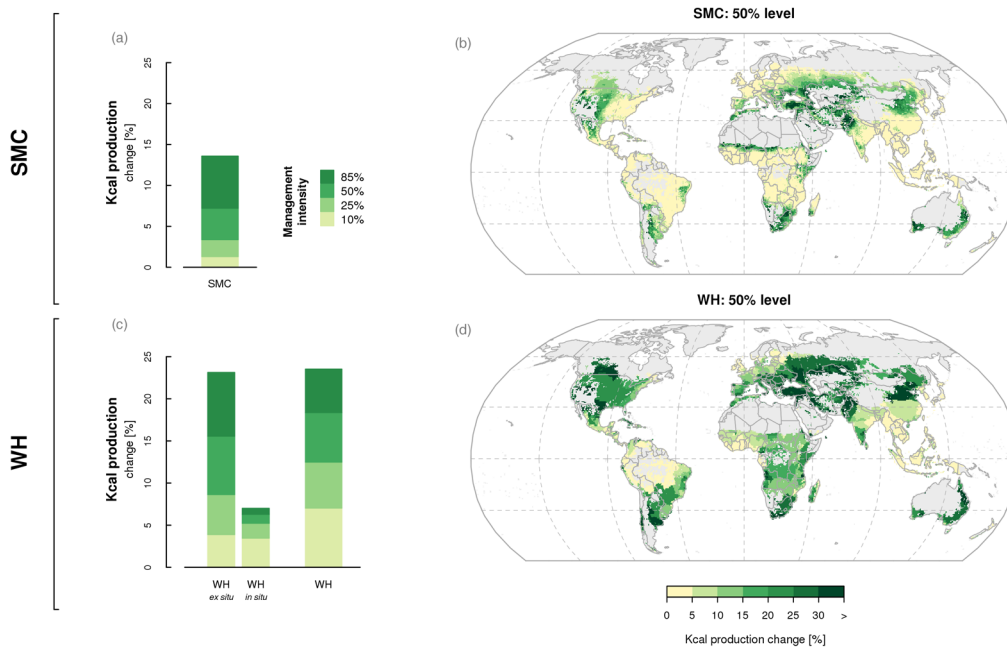 SMC
(a)
Kcal production
change [%]
25
20
15
10
5
0
SMC
Management
intensity
85%
50%
25%
10%
SMC: 50% level
(b)
WH
(c)
Kcal production
change [%]
25
20
15
10
5
0
WH
ex situ
WH
in situ
WH
WH: 50% level
(d)
0 5 10 15 20 25 30 >
Kcal production change [%]